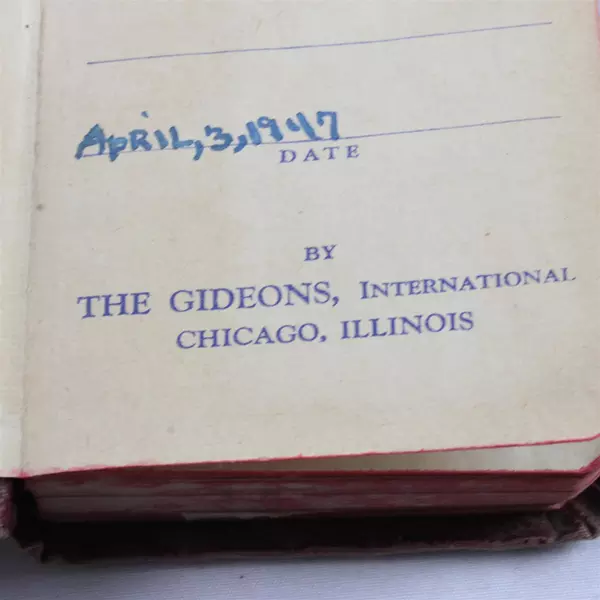 APRIL, 3, 1947
DATE
BY
THE GIDEONS, INTERNATIONAL
CHICAGO, ILLINOIS